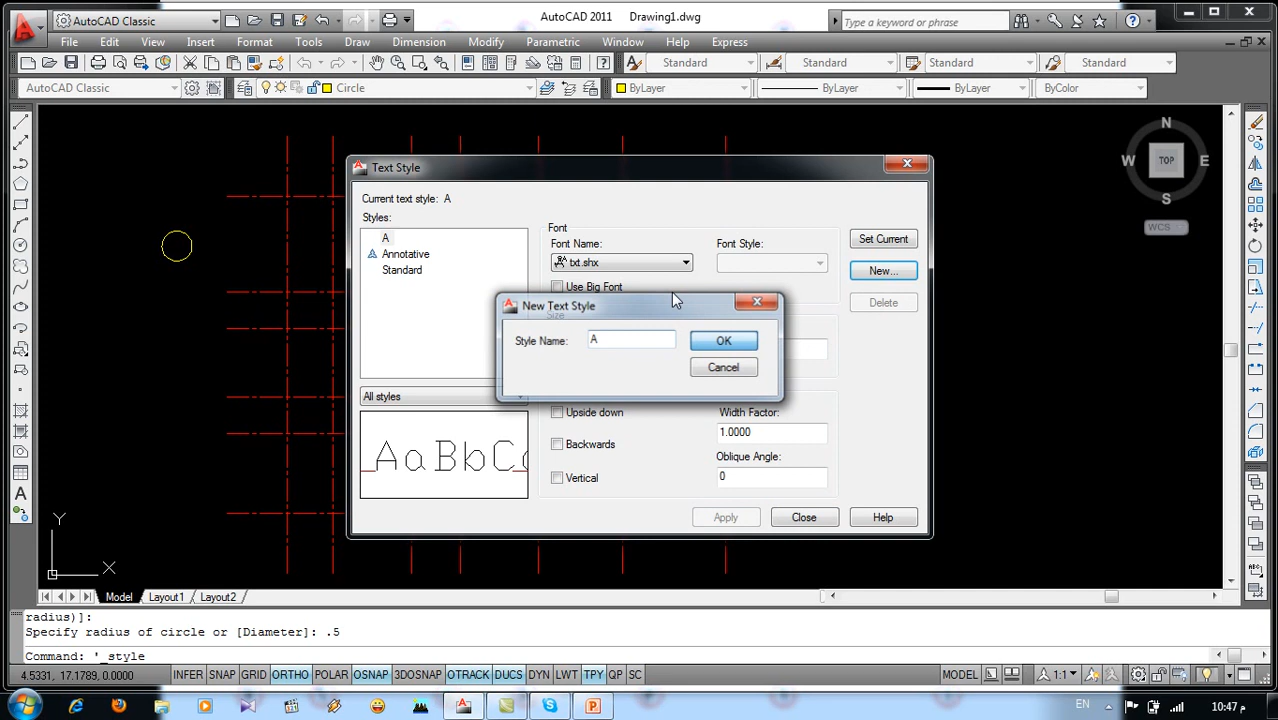 AutoCAD Classic
AutoCAD 2011 Drawing1.dwg
Type a keyword or phrase
File Edit View Insert Format Tools Draw Dimension Modify Parametric Window Help Express
Standard Standard Standard Standard
AutoCAD Classic Circle ByLayer ByLayer ByLayer ByColor
N
W TOP E
S
WCS
Text Style
Current text style: A
Styles:
A
Annotative
Standard
Font
Font Name:
Font Style:
txt.shx
Use Big Font
Set Current
New...
Delete
Size
New Text Style
Style Name: A
OK
Cancel
All styles
AaBbC
Upside down
Backwards
Vertical
Width Factor:
1.0000
Oblique Angle:
0
Apply Close Help
Y
X
Model Layout1 Layout2
radius)]:
Specify radius of circle or [Diameter]: .5
Command: '_style
4.5331, 17.1789, 0.0000 INFER SNAP GRID ORTHO POLAR OSNAP 3DOSNAP OTRACK DUCS DYN LWT TPY QP SC MODEL 1:1
EN 10:47 م